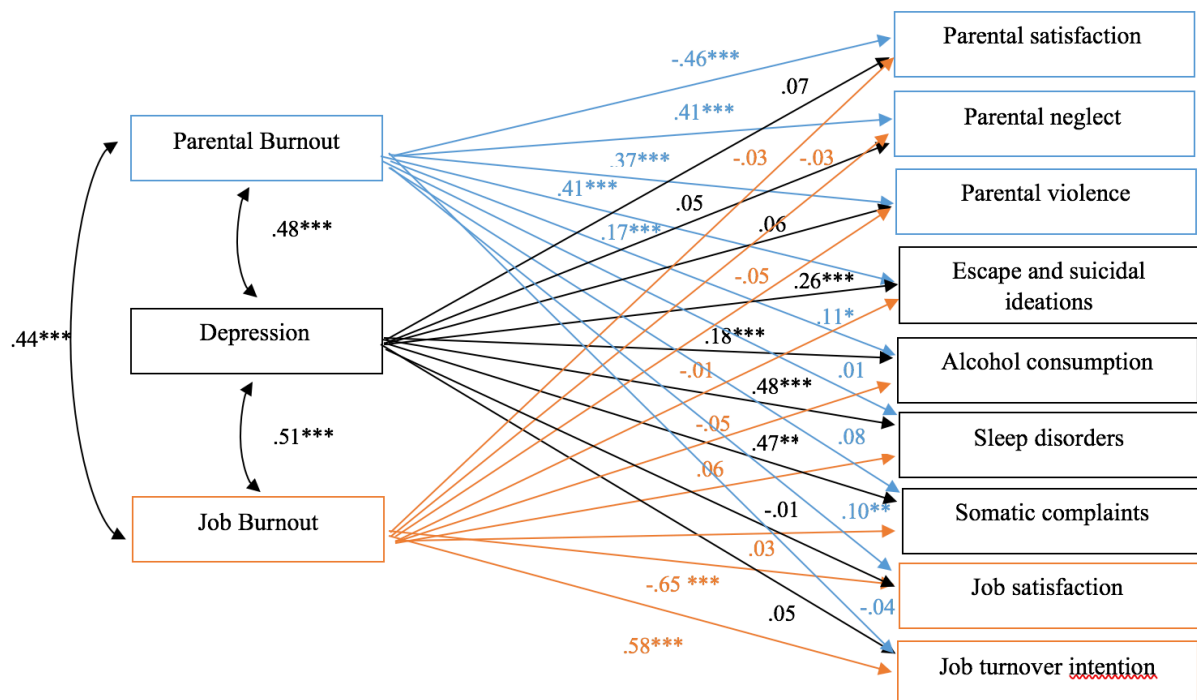 Parental satisfaction
-.46***
.07
Parental neglect
.41***
Parental Burnout
.37***
-.03
-.03
.41***
Parental violence
.05
.06
.17***
.48***
Escape and suicidal
ideations
-.05
.26***
.11*
Depression
.44***
.18***
Alcohol consumption
-.01
.01
.48***
-.05
.51***
.47**
.08
Sleep disorders
.06
Job Burnout
-.01
.10**
Somatic complaints
.03
-.65 ***
Job satisfaction
.05
-.04
.58***
Job turnover intention